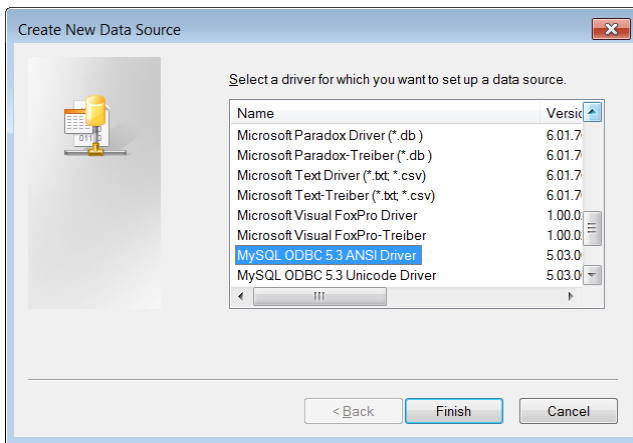 Create New Data Source
Select a driver for which you want to set up a data source.
Name Versic
Microsoft Paradox Driver (*.db ) 6.01.7
Microsoft Paradox-Treiber (*.db ) 6.01.7
Microsoft Text Driver (*.txt; *.csv) 6.01.7
Microsoft Text-Treiber (*.txt; *.csv) 6.01.7
Microsoft Visual FoxPro Driver 1.00.0
Microsoft Visual FoxPro-Treiber 1.00.0
MySQL ODBC 5.3 ANSI Driver 5.03.0
MySQL ODBC 5.3 Unicode Driver 5.03.0
< Back Finish Cancel